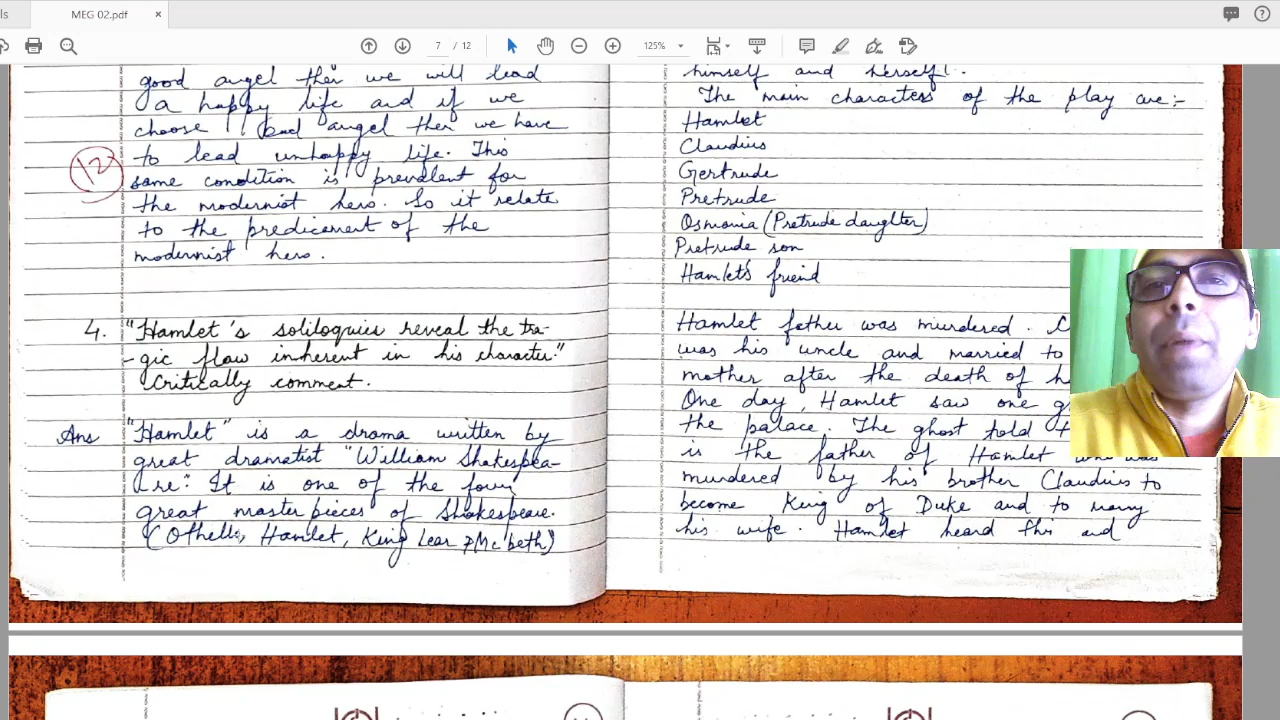 ls
MEG 02.pdf
×
7 / 12
125%
good angel then we will lead
a happy life and if we
choose bad angel then we have
to lead unhappy life. This
same condition is prevalent for
the modernist hero. So it relate
to the predicament of the
modernist hero.
12
4. "Hamlet's soliloquies reveal the tra-
-gic flaw inherent in his character."
Critically comment.
Ans "Hamlet" is a drama written by
great dramatist "William Shakespea-
re." It is one of the four
great masterpieces of Shakespeare.
(Othello, Hamlet, King Lear
himself and herself.
The main characters of the play are:-
Hamlet
Claudius
Gertrude
Pretrude
Osmania (Pretrude daughter)
Pretrude son
Hamlet's friend
Hamlet father was murdered. C
was his uncle and married to
mother after the death of h
One day, Hamlet saw one g
the palace. The ghost told
is the father of Hamlet who was
murdered by his brother Claudius to
become King of Duke and to marry
his wife. Hamlet heard this and